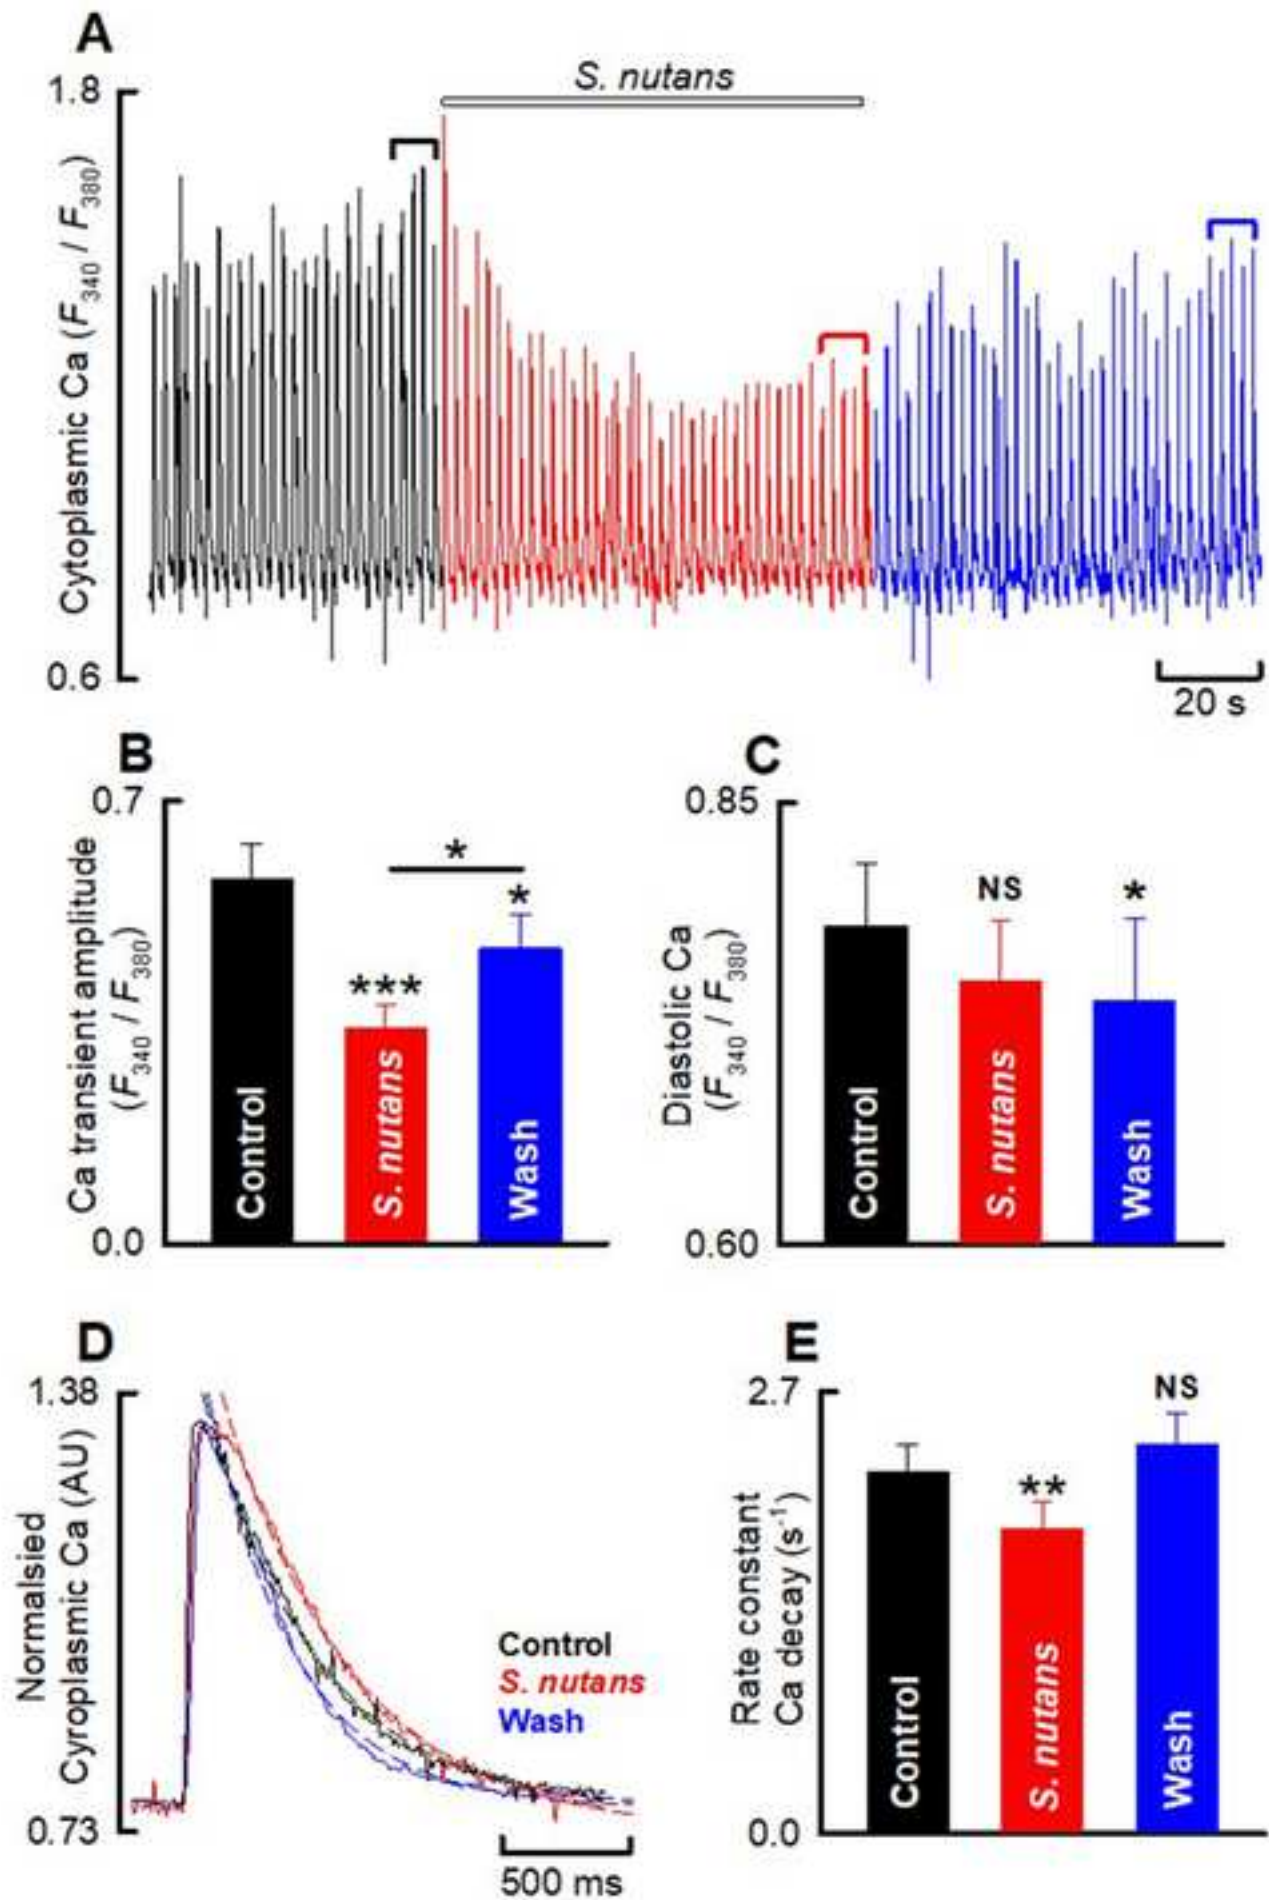 A
S. nutans
1.8
Cytoplasmic Ca (F340 / F380)
0.6
20 s
B
0.7
Ca transient amplitude
(F340 / F380)
*
*
***
Control
S. nutans
Wash
0.0
C
0.85
Diastolic Ca
(F340 / F380)
NS
*
Control
S. nutans
Wash
0.60
D
1.38
Normalsied
Cyroplasmic Ca (AU)
Control
S. nutans
Wash
0.73
500 ms
E
2.7
Rate constant
Ca decay (s-1)
NS
**
Control
S. nutans
Wash
0.0